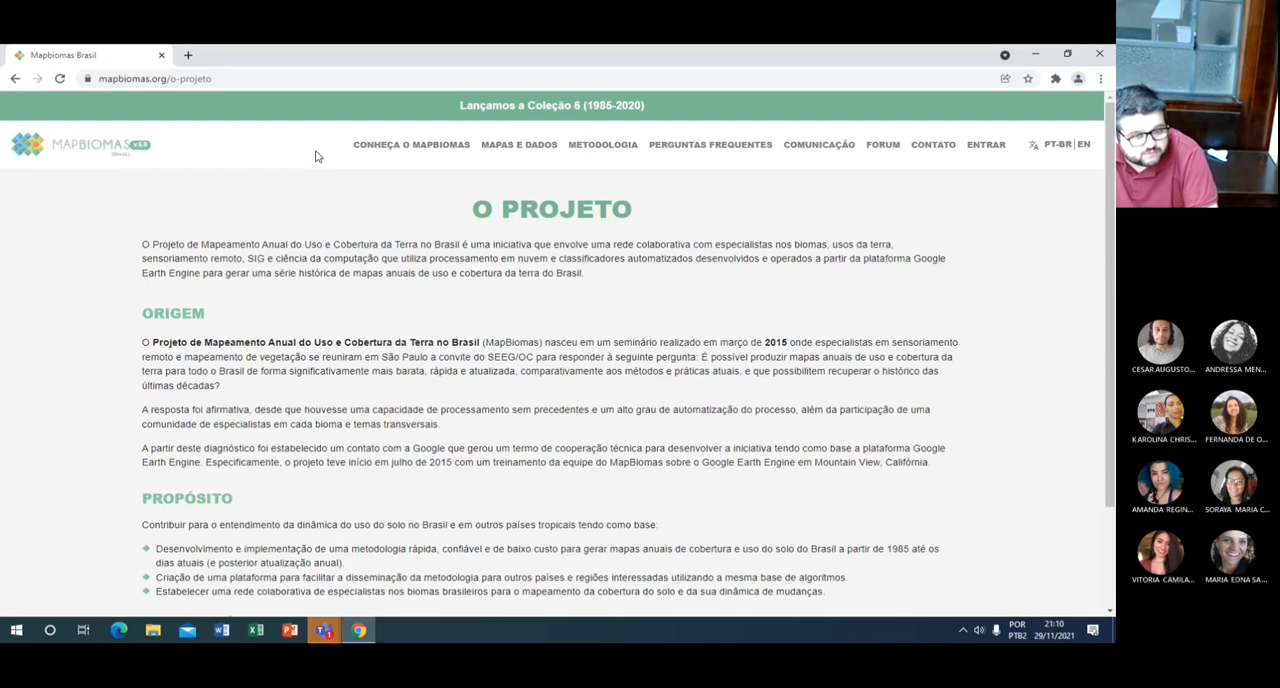 Mapbiomas Brasil
mapbiomas.org/o-projeto
Lançamos a Coleção 6 (1985-2020)
MAPBIOMAS v 6.0
BRASIL
CONHEÇA O MAPBIOMAS MAPAS E DADOS METODOLOGIA PERGUNTAS FREQUENTES COMUNICAÇÃO FORUM CONTATO ENTRAR PT-BR EN
O PROJETO
O Projeto de Mapeamento Anual do Uso e Cobertura da Terra no Brasil é uma iniciativa que envolve uma rede colaborativa com especialistas nos biomas, usos da terra,
sensoriamento remoto, SIG e ciência da computação que utiliza processamento em nuvem e classificadores automatizados desenvolvidos e operados a partir da plataforma Google
Earth Engine para gerar uma série histórica de mapas anuais de uso e cobertura da terra do Brasil.
ORIGEM
O Projeto de Mapeamento Anual do Uso e Cobertura da Terra no Brasil (MapBiomas) nasceu em um seminário realizado em março de 2015 onde especialistas em sensoriamento
remoto e mapeamento de vegetação se reuniram em São Paulo a convite do SEEG/OC para responder à seguinte pergunta: É possível produzir mapas anuais de uso e cobertura da
terra para todo o Brasil de forma significativamente mais barata, rápida e atualizada, comparativamente aos métodos e práticas atuais, e que possibilitem recuperar o histórico das
últimas décadas?
A resposta foi afirmativa, desde que houvesse uma capacidade de processamento sem precedentes e um alto grau de automatização do processo, além da participação de uma
comunidade de especialistas em cada bioma e temas transversais.
A partir deste diagnóstico foi estabelecido um contato com a Google que gerou um termo de cooperação técnica para desenvolver a iniciativa tendo como base a plataforma Google
Earth Engine. Especificamente, o projeto teve início em julho de 2015 com um treinamento da equipe do MapBiomas sobre o Google Earth Engine em Mountain View, Califórnia.
PROPÓSITO
Contribuir para o entendimento da dinâmica do uso do solo no Brasil e em outros países tropicais tendo como base:
Desenvolvimento e implementação de uma metodologia rápida, confiável e de baixo custo para gerar mapas anuais de cobertura e uso do solo do Brasil a partir de 1985 até os
dias atuais (e posterior atualização anual).
Criação de uma plataforma para facilitar a disseminação da metodologia para outros países e regiões interessadas utilizando a mesma base de algoritmos.
Estabelecer uma rede colaborativa de especialistas nos biomas brasileiros para o mapeamento da cobertura do solo e da sua dinâmica de mudanças.
POR 21:10
PTB2 29/11/2021
CESAR AUGUSTO... ANDRESSA MEN...
KAROLINA CHRIS... FERNANDA DE O...
AMANDA REGIN... SORAYA MARIA C...
VITORIA CAMILA... MARIA EDNA SA...